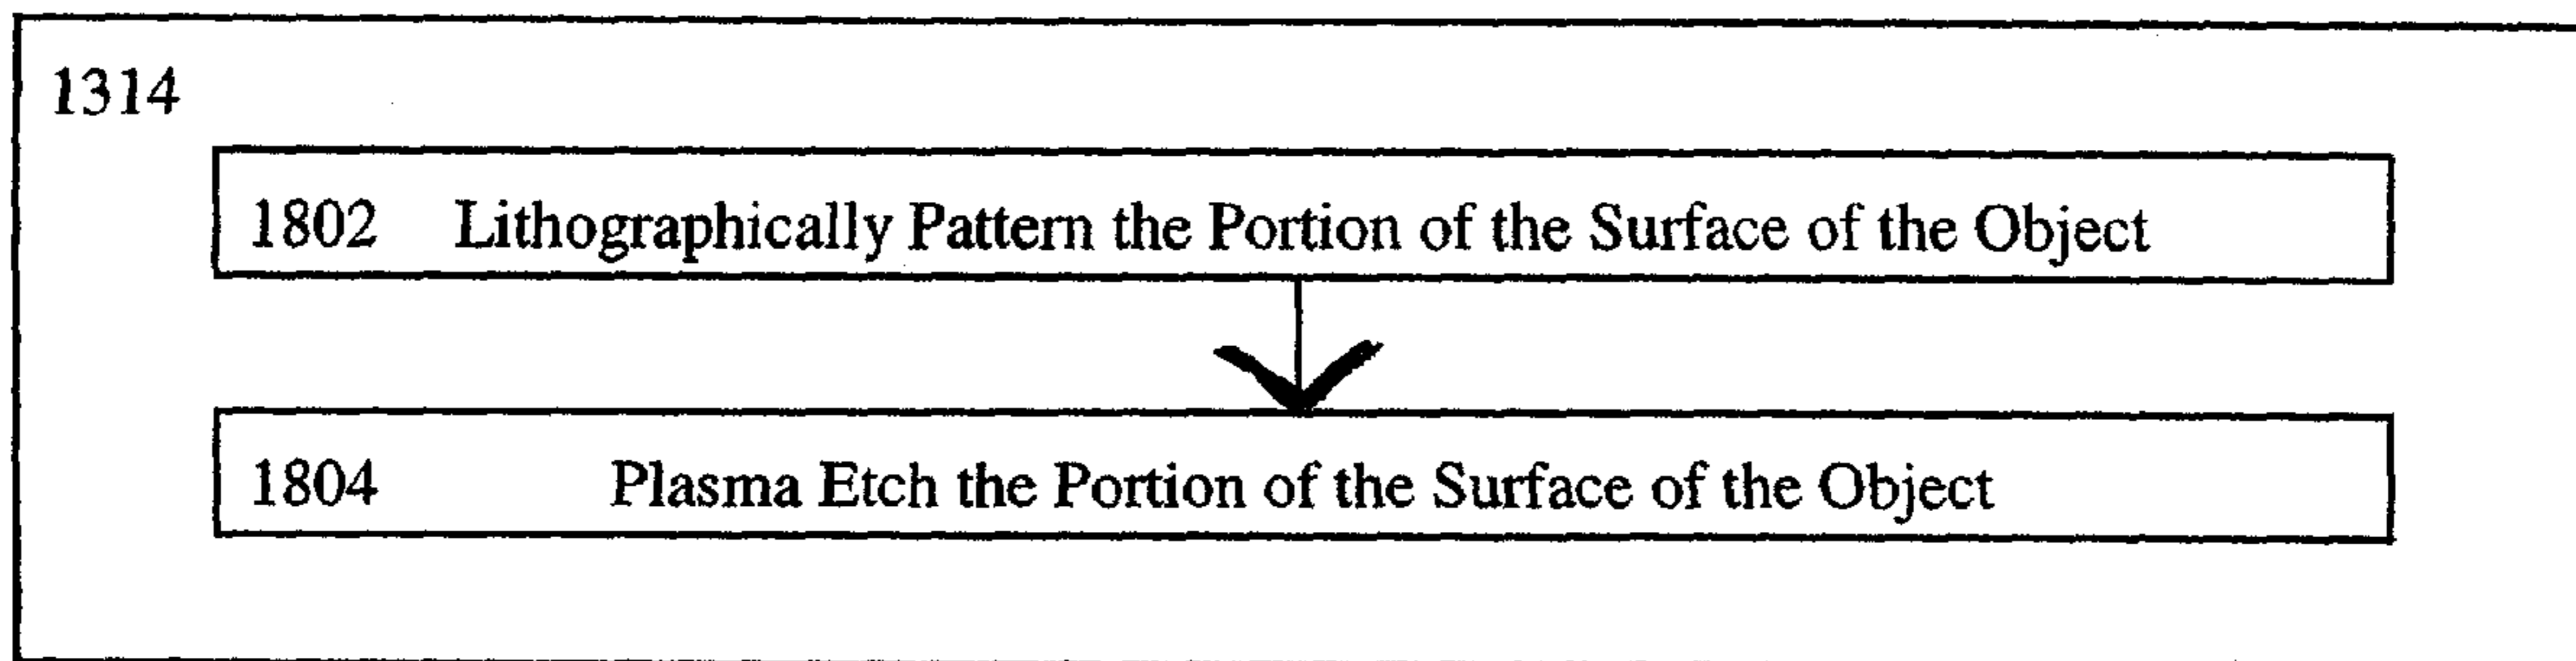 1314
1802 Lithographically Pattern the Portion of the Surface of the Object
1804 Plasma Etch the Portion of the Surface of the Object